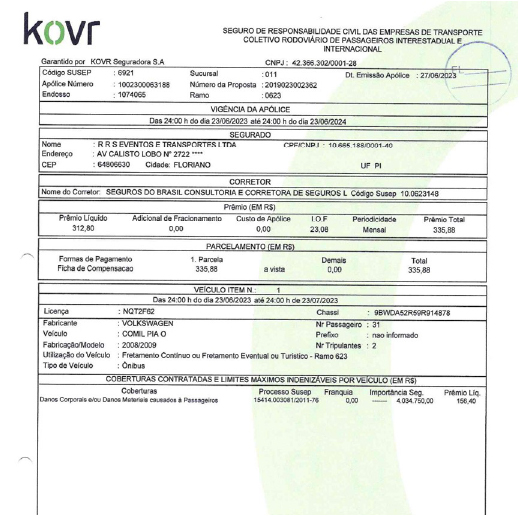 kovr
SEGURO DE RESPONSABILIDADE CIVIL DAS EMPRESAS DE TRANSPORTE
COLETIVO RODOVIÁRIO DE PASSAGEIROS INTERESTADUAL E
INTERNACIONAL
Garantido por KOVR Seguradora S.A CNPJ : 42.366.302/0001-28
Código SUSEP : 6921 Sucursal : 011 Dt. Emissão Apólice : 27/06/2023
Apólice Número : 1002300063188 Número da Proposta : 2019023002362
Endosso : 1074065 Ramo : 0623
VIGÊNCIA DA APÓLICE
Das 24:00 h do dia 23/06/2023 até 24:00 h do dia 23/06/2024
SEGURADO
Nome : R R S EVENTOS E TRANSPORTES LTDA CPF/CNPJ : 10.665.188/0001-40
Endereço : AV CALISTO LOBO N° 2722 ****
CEP : 64806630 Cidade: FLORIANO UF PI
CORRETOR
Nome do Corretor: SEGUROS DO BRASIL CONSULTORIA E CORRETORA DE SEGUROS L Código Susep 10.0623148
Prêmio (EM R$)
Prêmio Líquido Adicional de Fracionamento Custo de Apólice I.O.F Periodicidade Prêmio Total
312,80 0,00 0,00 23,08 Mensal 335,88
PARCELAMENTO (EM R$)
Formas de Pagamento 1. Parcela Demais Total
Ficha de Compensacao 335,88 a vista 0,00 335,88
VEÍCULO ITEM N.: 1
Das 24:00 h do dia 23/06/2023 até 24:00 h de 23/07/2023
Licença : NQT2F62 Chassi : 9BWDA52R59R914878
Fabricante : VOLKSWAGEN Nr Passageiro : 31
Veículo : COMIL PIA O Prefixo : nao informado
Fabricação/Modelo : 2008/2009 Nr Tripulantes : 2
Utilização do Veículo : Fretamento Contínuo ou Fretamento Eventual ou Turístico - Ramo 623
Tipo de Veículo : Ônibus
COBERTURAS CONTRATADAS E LIMITES MÁXIMOS INDENIZÁVEIS POR VEÍCULO (EM R$)
Coberturas Processo Susep Franquia Importância Seg. Prêmio Líq.
Danos Corporais e/ou Danos Materiais causados à Passageiros 15414.003081/2011-76 0,00 ------ 4.034.750,00 156,40